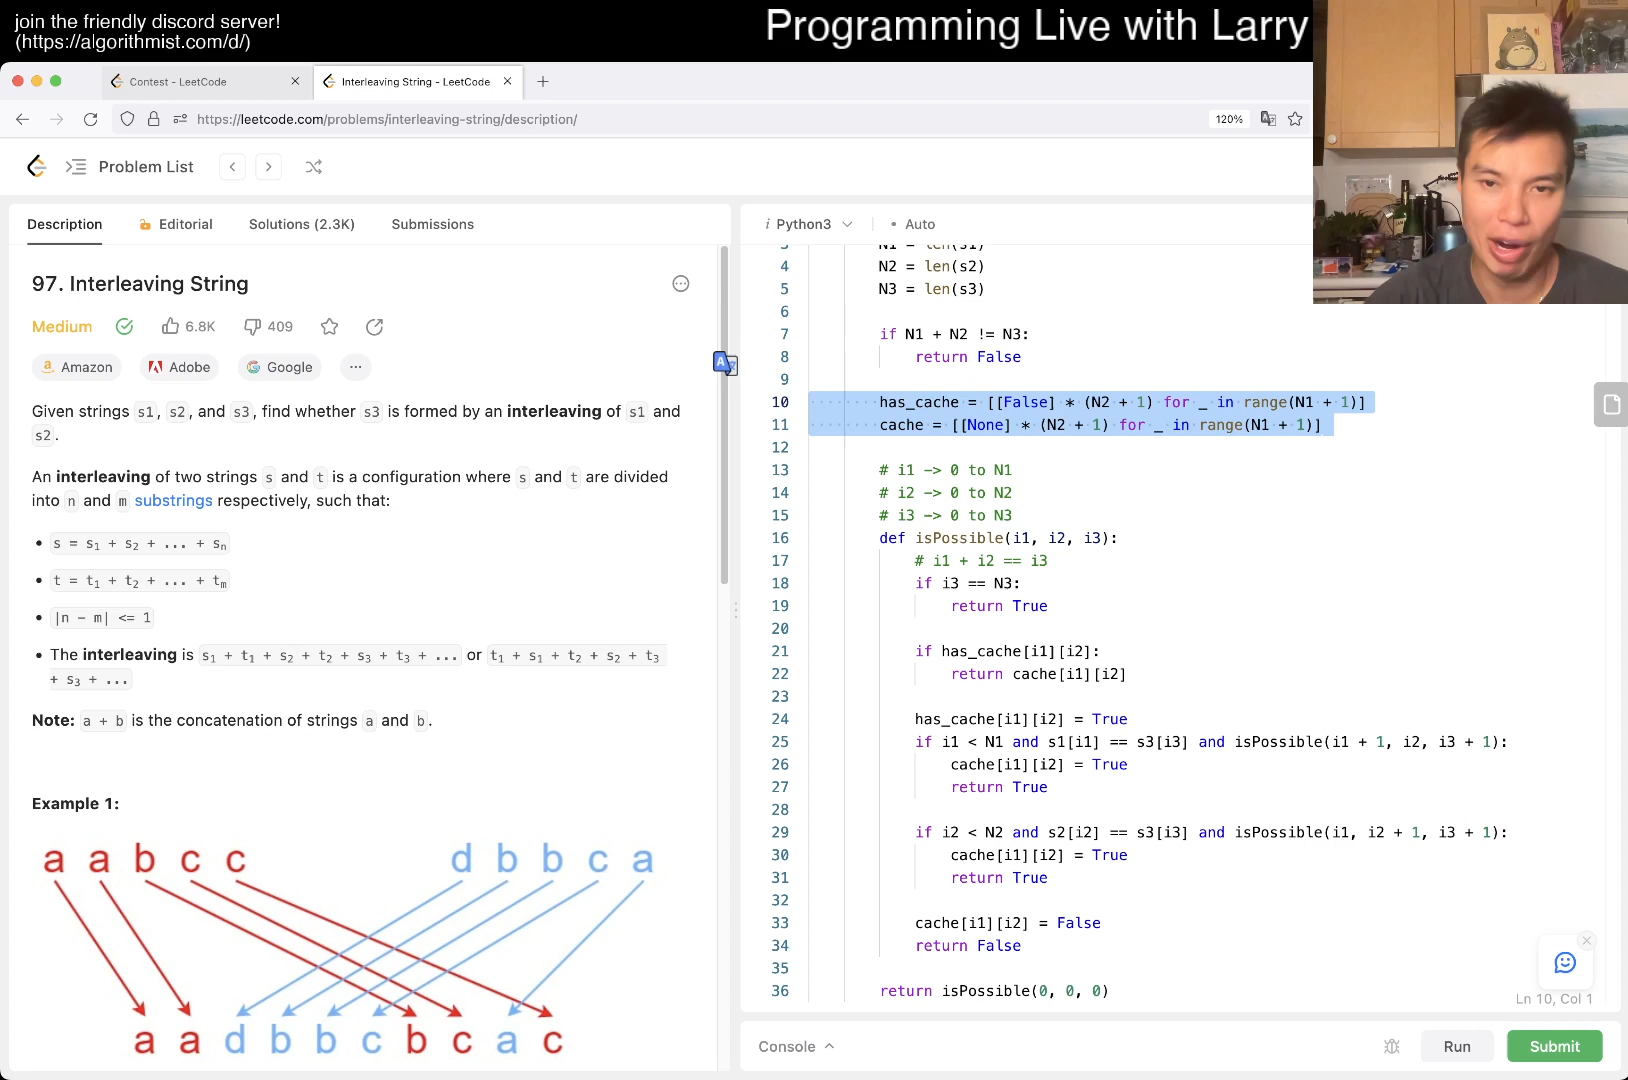 join the friendly discord server!
(https://algorithmist.com/d/)
Programming Live with Larry
Contest - LeetCode
Interleaving String - LeetCode
https://leetcode.com/problems/interleaving-string/description/
120%
Problem List
Description
Editorial
Solutions (2.3K)
Submissions
97. Interleaving String
Medium
6.8K
409
Amazon
Adobe
Google
...
Given strings s1, s2, and s3, find whether s3 is formed by an interleaving of s1 and
s2.
An interleaving of two strings s and t is a configuration where s and t are divided
into n and m substrings respectively, such that:
• s = s1 + s2 + ... + sn
• t = t1 + t2 + ... + tm
• |n - m| <= 1
• The interleaving is s1 + t1 + s2 + t2 + s3 + t3 + ... or t1 + s1 + t2 + s2 + t3
+ s3 + ...
Note: a + b is the concatenation of strings a and b.
Example 1:
a a b c c d b b c a
a a d b b c b c a c
i Python3
• Auto
3 N1 = len(s1)
4 N2 = len(s2)
5 N3 = len(s3)
6
7 if N1 + N2 != N3:
8 return False
9
10 has_cache = [[False] * (N2 + 1) for _ in range(N1 + 1)]
11 cache = [[None] * (N2 + 1) for _ in range(N1 + 1)]
12
13 # i1 -> 0 to N1
14 # i2 -> 0 to N2
15 # i3 -> 0 to N3
16 def isPossible(i1, i2, i3):
17 # i1 + i2 == i3
18 if i3 == N3:
19 return True
20
21 if has_cache[i1][i2]:
22 return cache[i1][i2]
23
24 has_cache[i1][i2] = True
25 if i1 < N1 and s1[i1] == s3[i3] and isPossible(i1 + 1, i2, i3 + 1):
26 cache[i1][i2] = True
27 return True
28
29 if i2 < N2 and s2[i2] == s3[i3] and isPossible(i1, i2 + 1, i3 + 1):
30 cache[i1][i2] = True
31 return True
32
33 cache[i1][i2] = False
34 return False
35
36 return isPossible(0, 0, 0)
Ln 10, Col 1
Console
Run
Submit